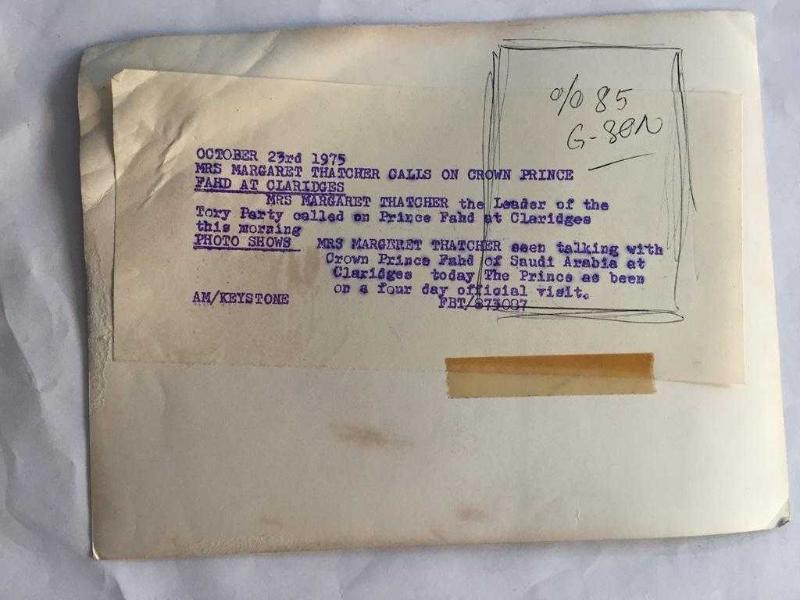 % 85
G-80N
OCTOBER 23rd 1975
MRS MARGARET THATCHER CALLS ON CROWN PRINCE
FAHD AT CLARIDGES
MRS MARGARET THATCHER the Leader of the
Tory Party called on Prince Fahd at Claridges
this morning
PHOTO SHOWS MRS MARGERET THATCHER seen talking with
Crown Prince Fahd of Saudi Arabia at
Claridges today The Prince as been
on a four day official visit.
AM/KEYSTONE FBT/